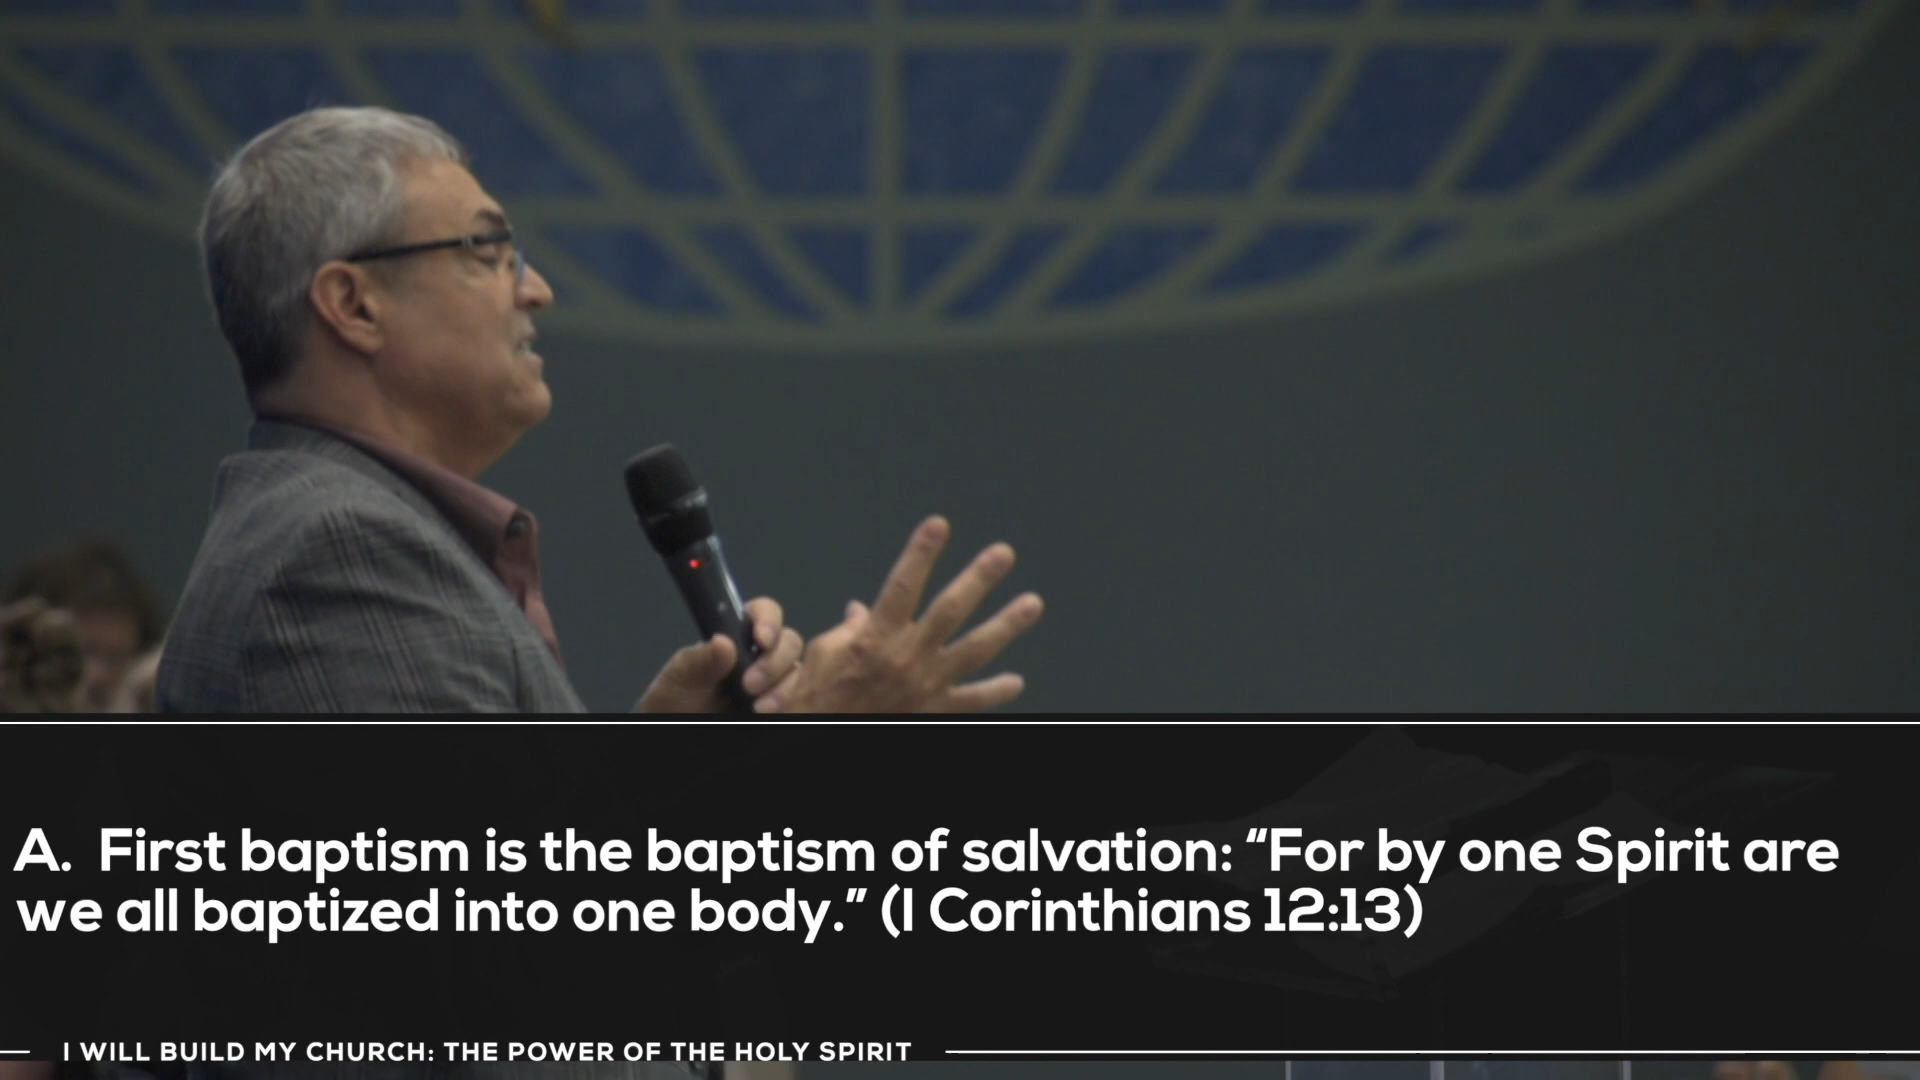 A. First baptism is the baptism of salvation: “For by one Spirit are
we all baptized into one body.” (I Corinthians 12:13)
I WILL BUILD MY CHURCH: THE POWER OF THE HOLY SPIRIT